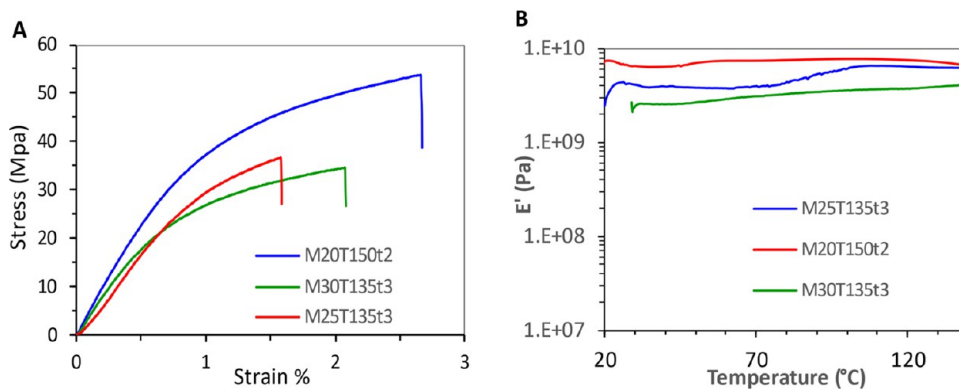 A
60
50
40
30
20
10
0
0
1
2
3
Stress (Mpa)
Strain %
M20T150t2
M30T135t3
M25T135t3
B
1.E+10
1.E+09
1.E+08
1.E+07
20
70
120
E' (Pa)
Temperature (°C)
M25T135t3
M20T150t2
M30T135t3